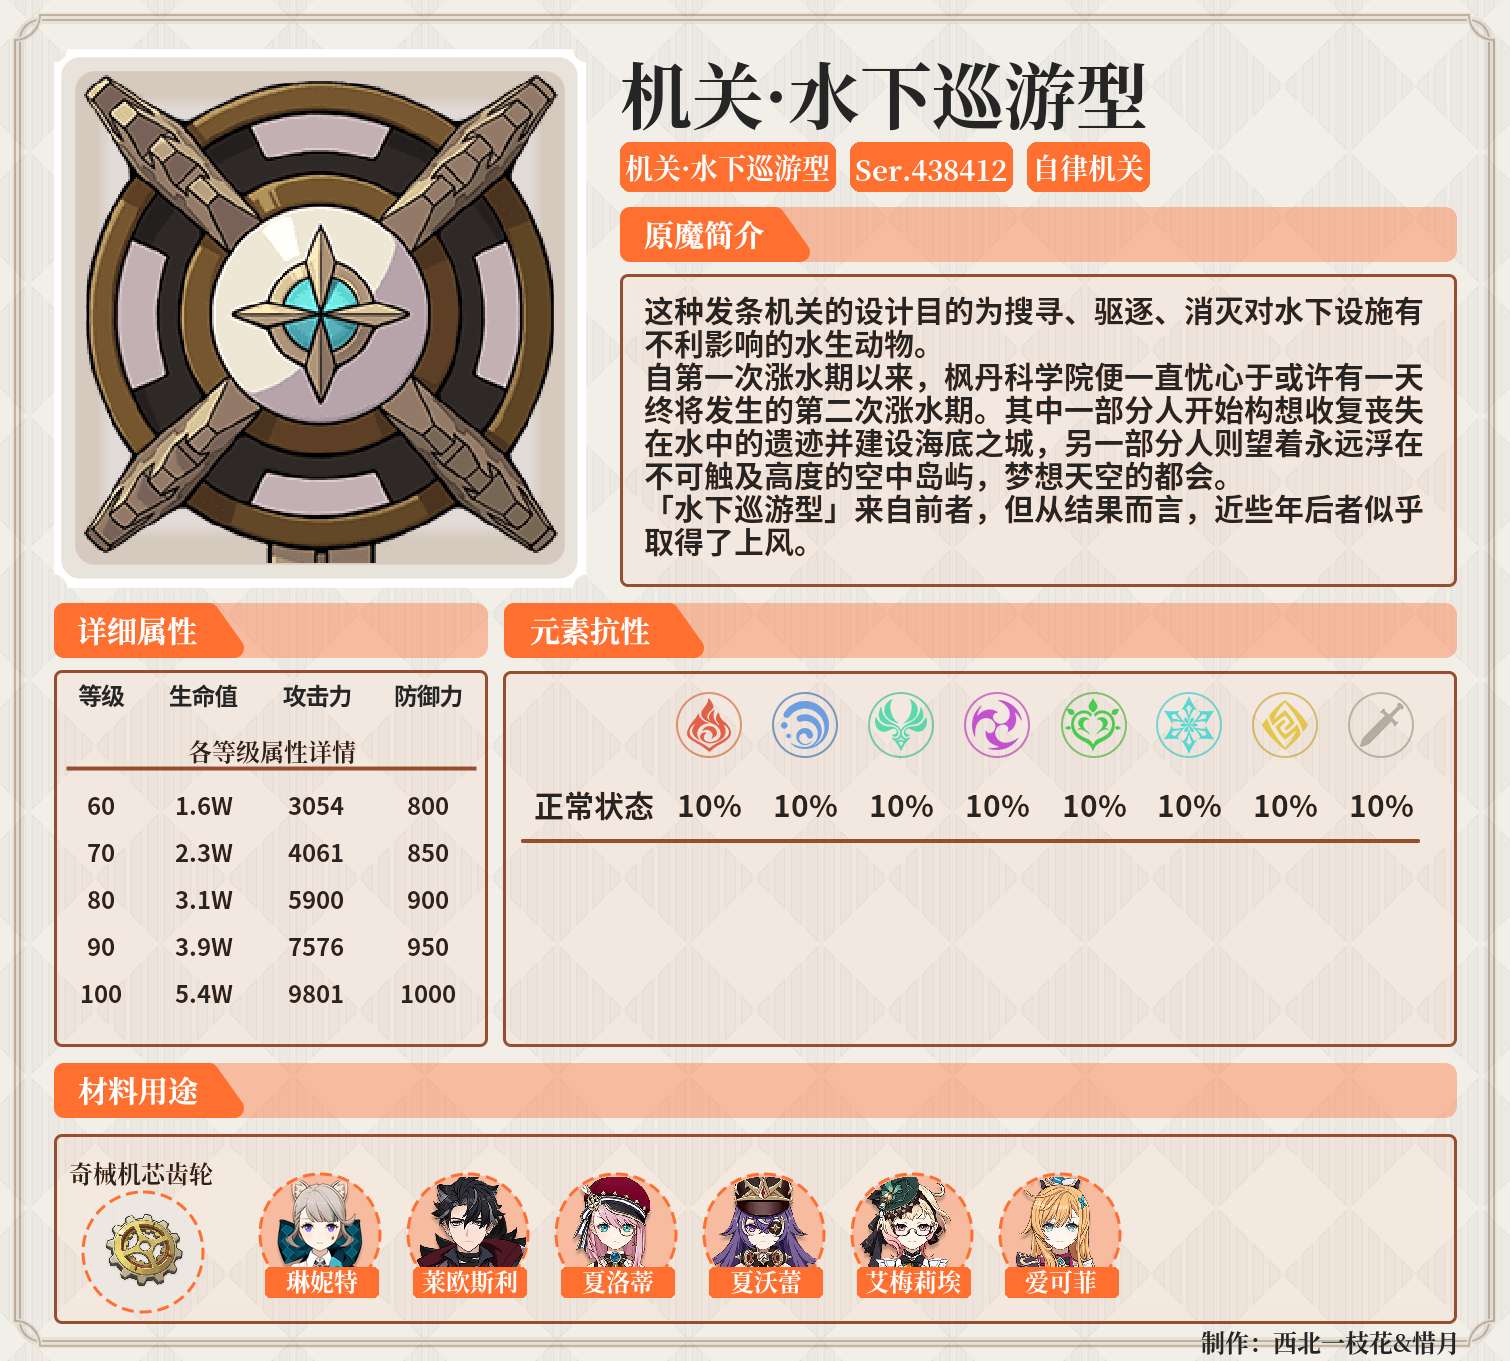 机关·水下巡游型
机关·水下巡游型 Ser.438412 自律机关
原魔简介
这种发条机关的设计目的为搜寻、驱逐、消灭对水下设施有
不利影响的水生动物。
自第一次涨水期以来，枫丹科学院便一直忧心于或许有一天
终将发生的第二次涨水期。其中一部分人开始构想收复丧失
在水中的遗迹并建设海底之城，另一部分人则望着永远浮在
不可触及高度的空中岛屿，梦想天空的都会。
「水下巡游型」来自前者，但从结果而言，近些年后者似乎
取得了上风。
详细属性
等级 生命值 攻击力 防御力
各等级属性详情
60 1.6W 3054 800
70 2.3W 4061 850
80 3.1W 5900 900
90 3.9W 7576 950
100 5.4W 9801 1000
元素抗性
正常状态 10% 10% 10% 10% 10% 10% 10% 10%
材料用途
奇械机芯齿轮
琳妮特 莱欧斯利 夏洛蒂 夏沃蕾 艾梅莉埃 爱可菲
制作：西北一枝花&惜月